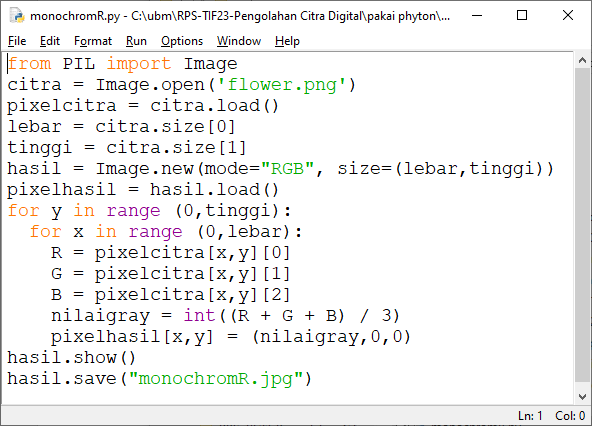 monochromR.py - C:\ubm\RPS-TIF23-Pengolahan Citra Digital\pakai phyton\...
File Edit Format Run Options Window Help
from PIL import Image
citra = Image.open('flower.png')
pixelcitra = citra.load()
lebar = citra.size[0]
tinggi = citra.size[1]
hasil = Image.new(mode="RGB", size=(lebar,tinggi))
pixelhasil = hasil.load()
for y in range (0,tinggi):
  for x in range (0,lebar):
    R = pixelcitra[x,y][0]
    G = pixelcitra[x,y][1]
    B = pixelcitra[x,y][2]
    nilaigray = int((R + G + B) / 3)
    pixelhasil[x,y] = (nilaigray,0,0)
hasil.show()
hasil.save("monochromR.jpg")
Ln: 1 Col: 0